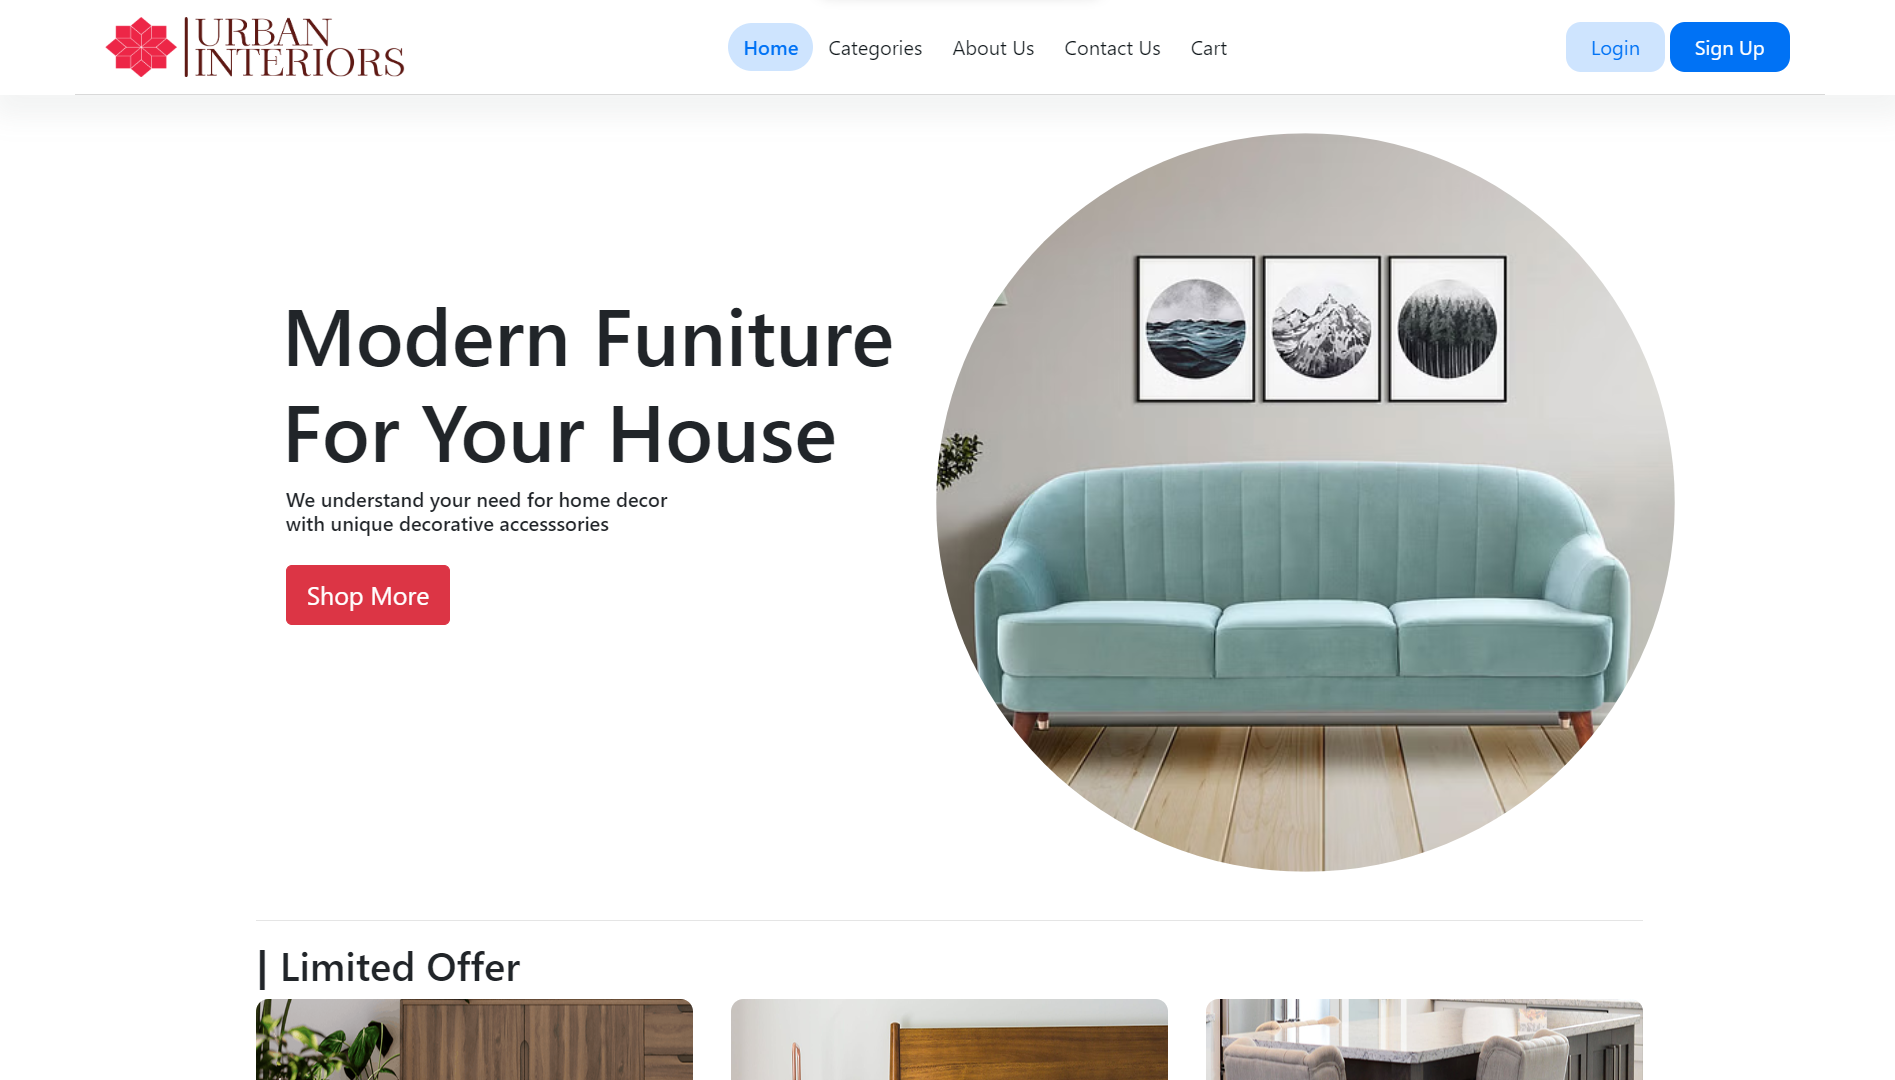 URBAN
INTERIORS
Home
Categories
About Us
Contact Us
Cart
Login
Sign Up
Modern Funiture
For Your House
We understand your need for home decor
with unique decorative accesssories
Shop More
| Limited Offer